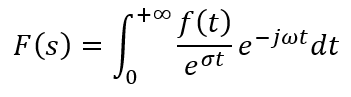 F(s) = ∫₀⁺∞ f(t)/e^{σt} e^{-jωt} dt